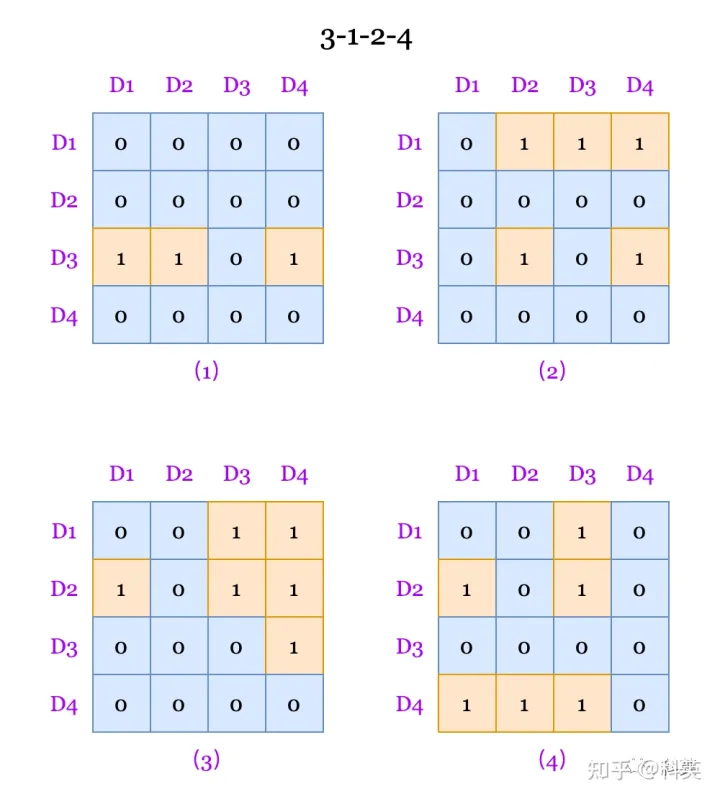 3-1-2-4
D1 D2 D3 D4
D1 0 0 0 0
D2 0 0 0 0
D3 1 1 0 1
D4 0 0 0 0
(1)
D1 D2 D3 D4
D1 0 1 1 1
D2 0 0 0 0
D3 0 1 0 1
D4 0 0 0 0
(2)
D1 D2 D3 D4
D1 0 0 1 1
D2 1 0 1 1
D3 0 0 0 1
D4 0 0 0 0
(3)
D1 D2 D3 D4
D1 0 0 1 0
D2 1 0 1 0
D3 0 0 0 0
D4 1 1 1 0
(4)
知乎 @科英